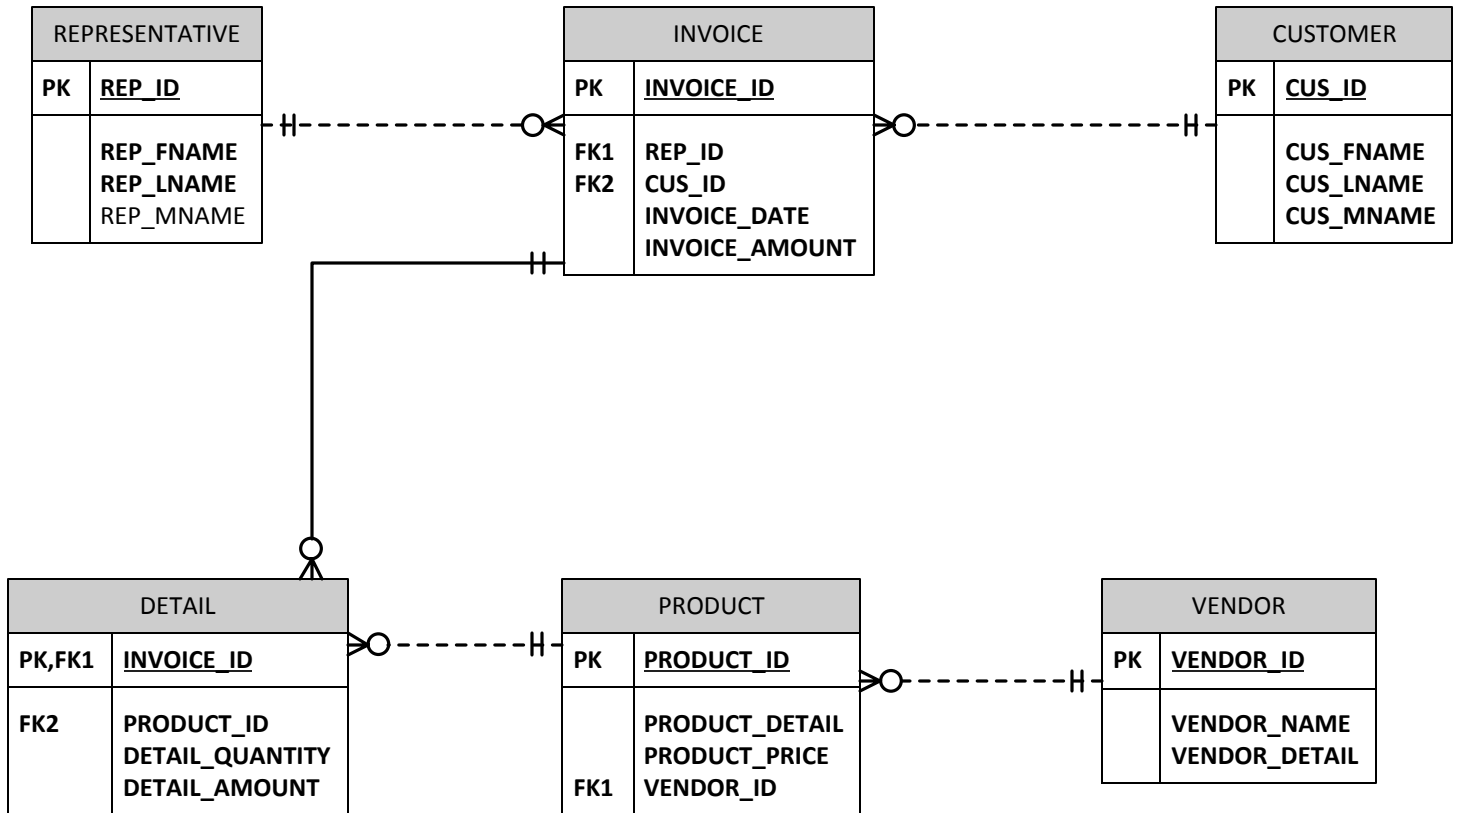 REPRESENTATIVE
PK REP_ID
REP_FNAME
REP_LNAME
REP_MNAME
INVOICE
PK INVOICE_ID
FK1 REP_ID
FK2 CUS_ID
INVOICE_DATE
INVOICE_AMOUNT
CUSTOMER
PK CUS_ID
CUS_FNAME
CUS_LNAME
CUS_MNAME
DETAIL
PK,FK1 INVOICE_ID
FK2 PRODUCT_ID
DETAIL_QUANTITY
DETAIL_AMOUNT
PRODUCT
PK PRODUCT_ID
PRODUCT_DETAIL
PRODUCT_PRICE
FK1 VENDOR_ID
VENDOR
PK VENDOR_ID
VENDOR_NAME
VENDOR_DETAIL